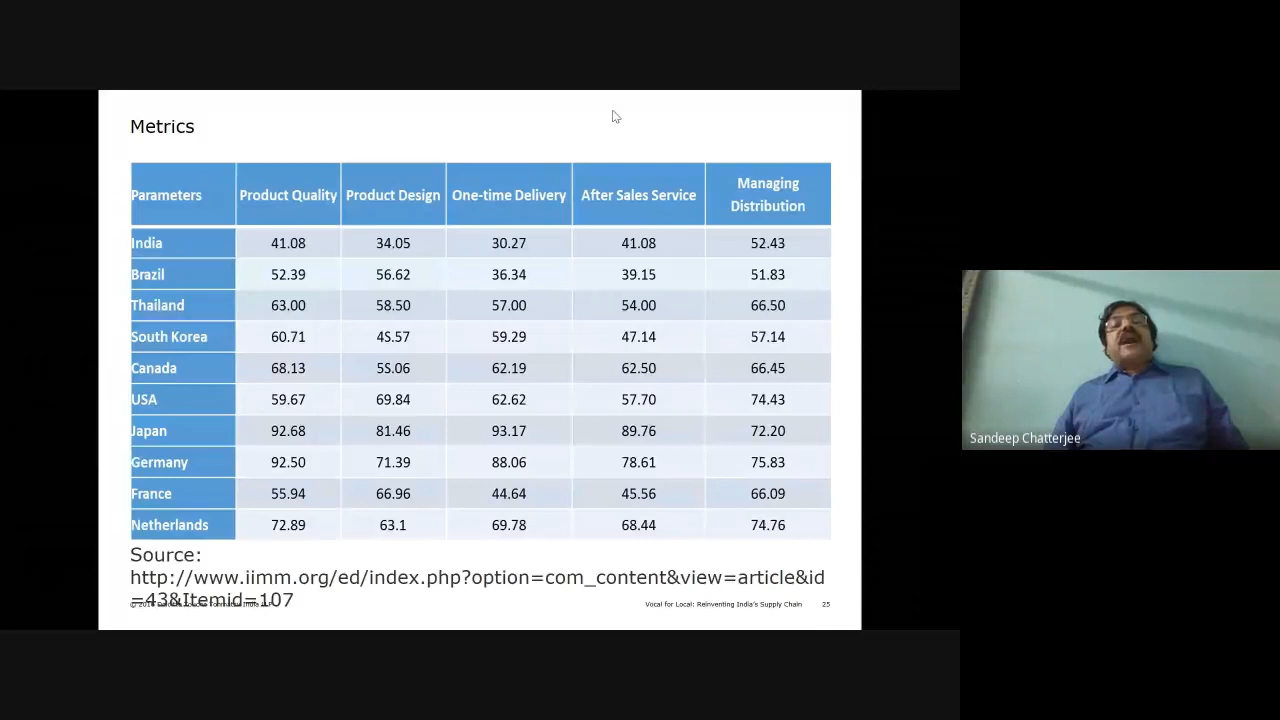 Metrics
Parameters Product Quality Product Design One-time Delivery After Sales Service Managing Distribution
India 41.08 34.05 30.27 41.08 52.43
Brazil 52.39 56.62 36.34 39.15 51.83
Thailand 63.00 58.50 57.00 54.00 66.50
South Korea 60.71 4S.57 59.29 47.14 57.14
Canada 68.13 5S.06 62.19 62.50 66.45
USA 59.67 69.84 62.62 57.70 74.43
Japan 92.68 81.46 93.17 89.76 72.20
Germany 92.50 71.39 88.06 78.61 75.83
France 55.94 66.96 44.64 45.56 66.09
Netherlands 72.89 63.1 69.78 68.44 74.76
Source:
http://www.iimm.org/ed/index.php?option=com_content&view=article&id
=43&Itemid=107
Vocal for Local: Reinventing India's Supply Chain 25
Sandeep Chatterjee